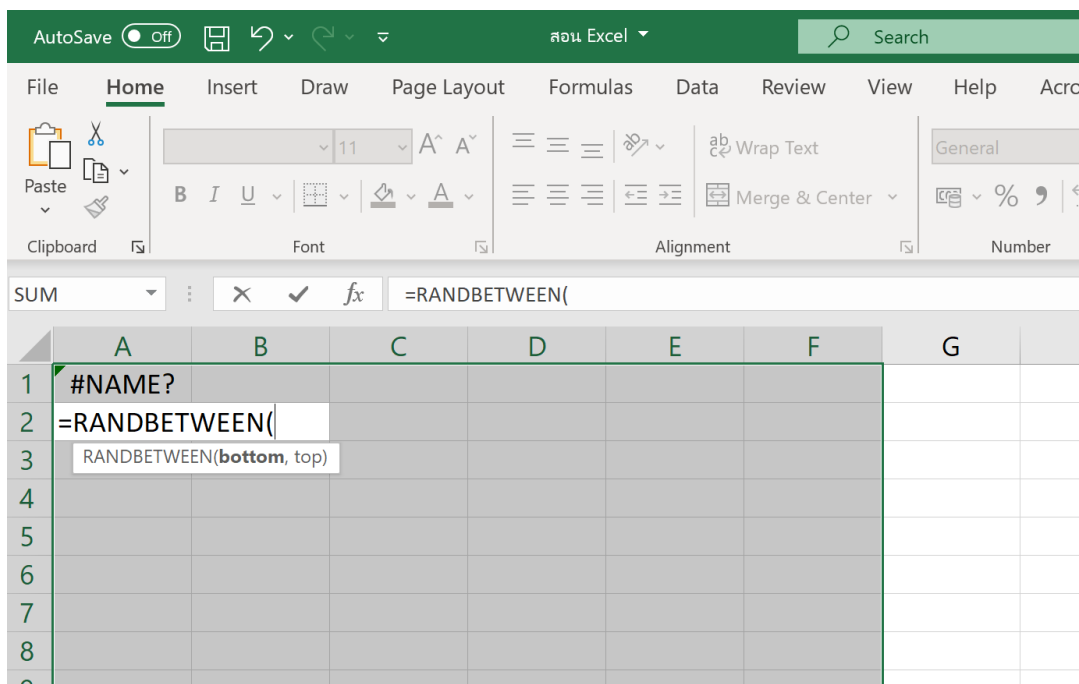 AutoSave Off สอน Excel Search
File Home Insert Draw Page Layout Formulas Data Review View Help Acro
11 A A ab Wrap Text General
Paste B I U A Merge & Center %
Clipboard Font Alignment Number
SUM fx =RANDBETWEEN(
A B C D E F G
1 #NAME?
2 =RANDBETWEEN(
3 RANDBETWEEN(bottom, top)
4
5
6
7
8